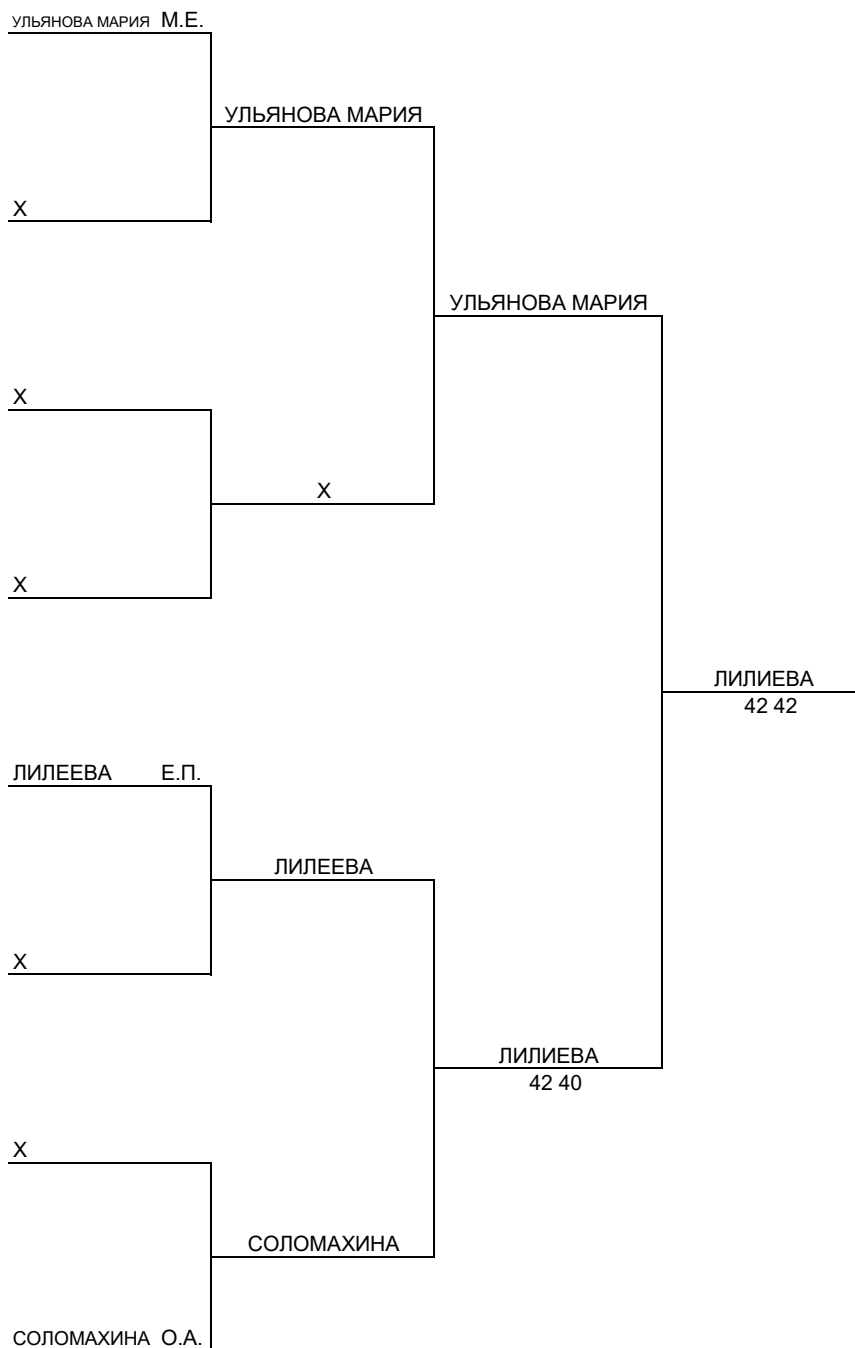 УЛЬЯНОВА МАРИЯ М.Е.
УЛЬЯНОВА МАРИЯ
Х
УЛЬЯНОВА МАРИЯ
Х
Х
Х
ЛИЛИЕВА
42 42
ЛИЛЕЕВА Е.П.
ЛИЛЕЕВА
Х
ЛИЛИЕВА
42 40
Х
СОЛОМАХИНА
СОЛОМАХИНА О.А.